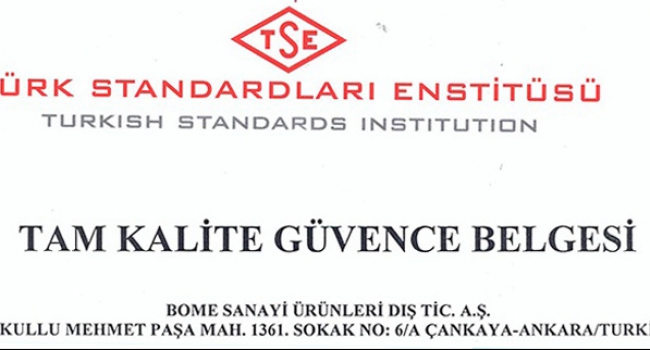 TSE
ÜRK STANDARDLARI ENSTİTÜSÜ
TURKISH STANDARDS INSTITUTION
TAM KALİTE GÜVENCE BELGESİ
BOME SANAYİ ÜRÜNLERİ DIŞ TİC. A.Ş.
KULLU MEHMET PAŞA MAH. 1361. SOKAK NO: 6/A ÇANKAYA-ANKARA/TURKİ